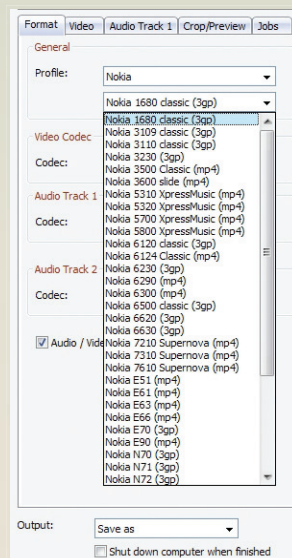 Format Video Audio Track 1 Crop/Preview Jobs
General
Profile: Nokia
Nokia 1680 classic (3gp)
Nokia 1680 classic (3gp)
Nokia 3109 classic (3gp)
Video Codec Nokia 3110 classic (3gp)
Nokia 3230 (3gp)
Codec: Nokia 3500 Classic (mp4)
Nokia 3600 slide (mp4)
Audio Track 1 Nokia 5310 XpressMusic (mp4)
Nokia 5320 XpressMusic (mp4)
Codec: Nokia 5700 XpressMusic (mp4)
Nokia 5800 XpressMusic (mp4)
Nokia 6120 classic (3gp)
Nokia 6124 Classic (mp4)
Audio Track 2 Nokia 6230 (3gp)
Nokia 6290 (mp4)
Codec: Nokia 6300 (mp4)
Nokia 6500 classic (3gp)
Nokia 6620 (3gp)
Nokia 6630 (3gp)
Audio / Vide Nokia 7210 Supernova (mp4)
Nokia 7310 Supernova (mp4)
Nokia 7610 Supernova (mp4)
Nokia E51 (mp4)
Nokia E61 (mp4)
Nokia E63 (mp4)
Nokia E66 (mp4)
Nokia E70 (3gp)
Nokia E90 (mp4)
Nokia N70 (3gp)
Nokia N71 (3gp)
Nokia N72 (3gp)
Output: Save as
Shut down computer when finished